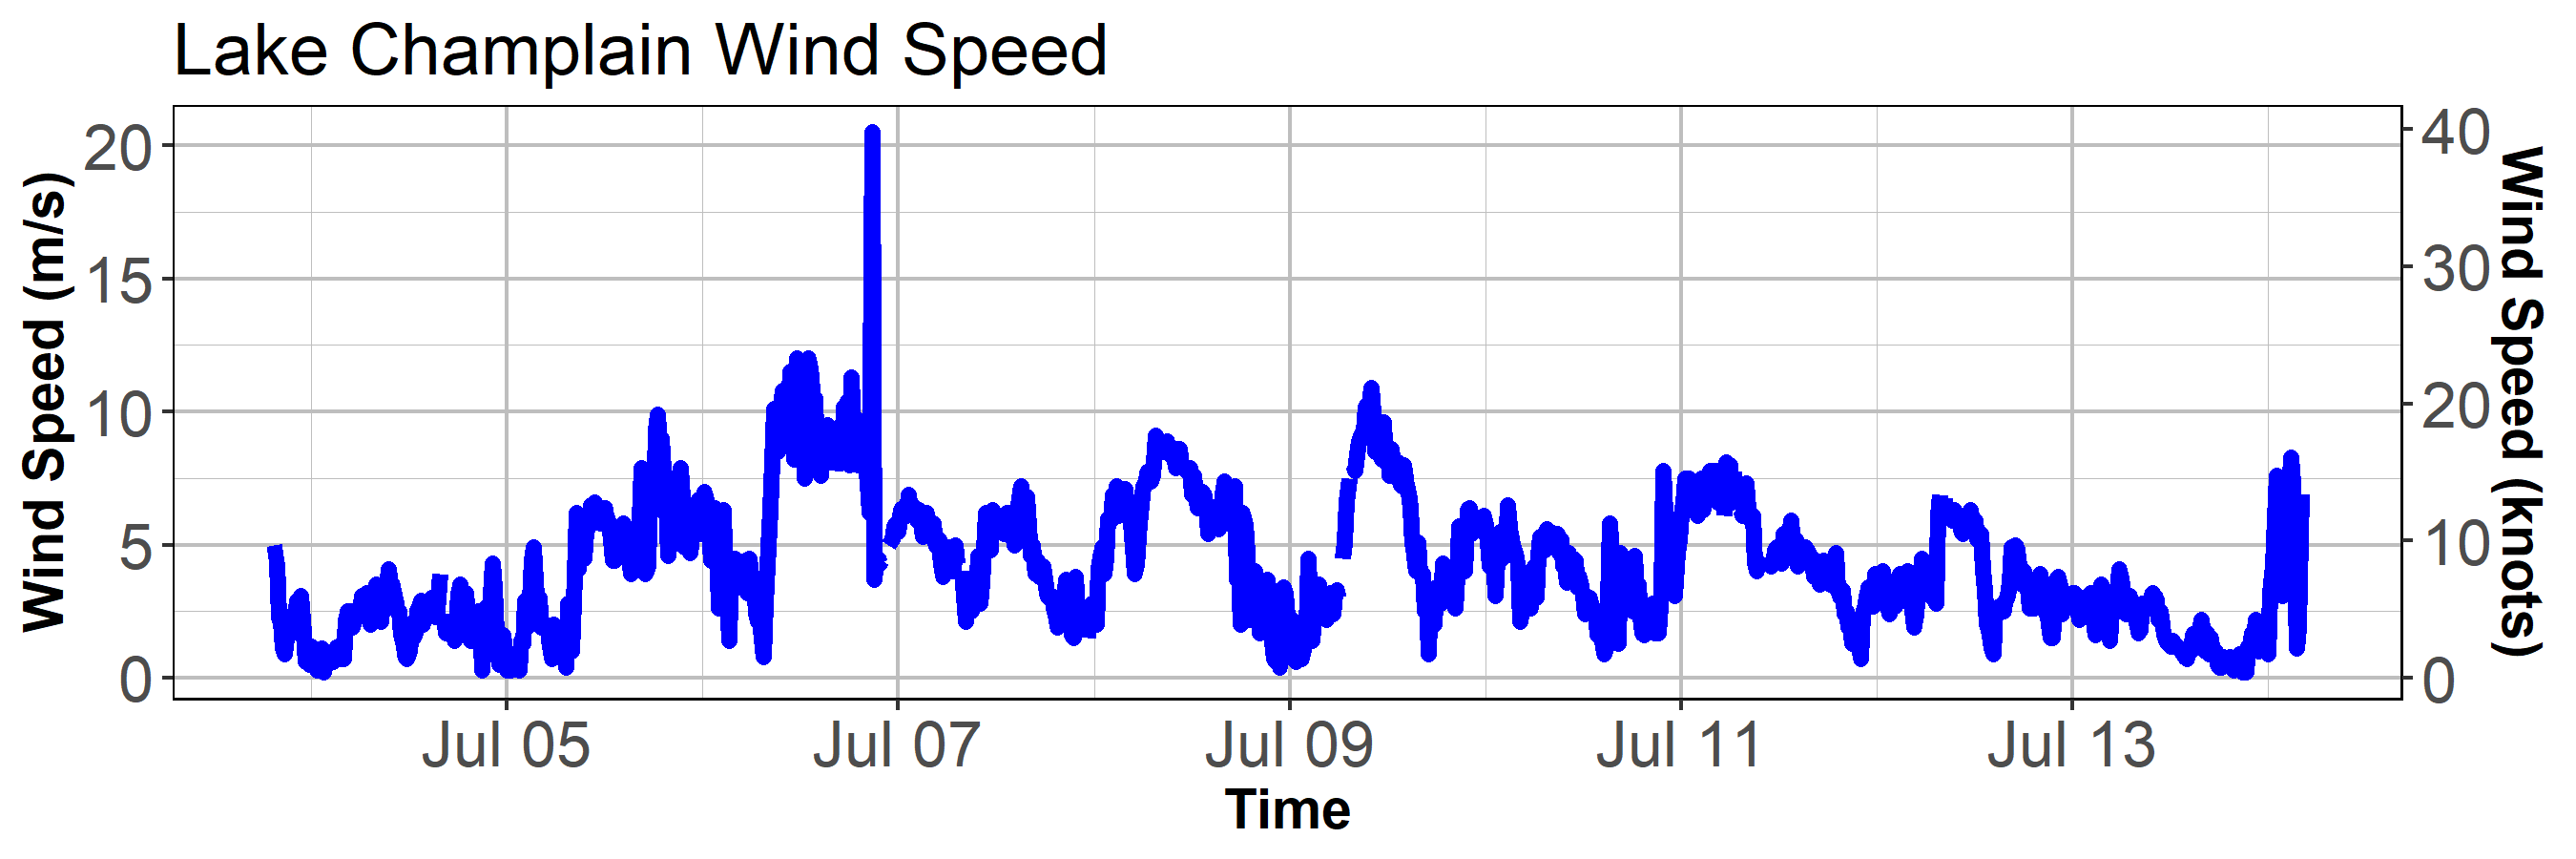 Lake Champlain Wind Speed
Wind Speed (m/s)
20
15
10
5
0
40
30
20
10
0
Wind Speed (knots)
Jul 05
Jul 07
Jul 09
Jul 11
Jul 13
Time